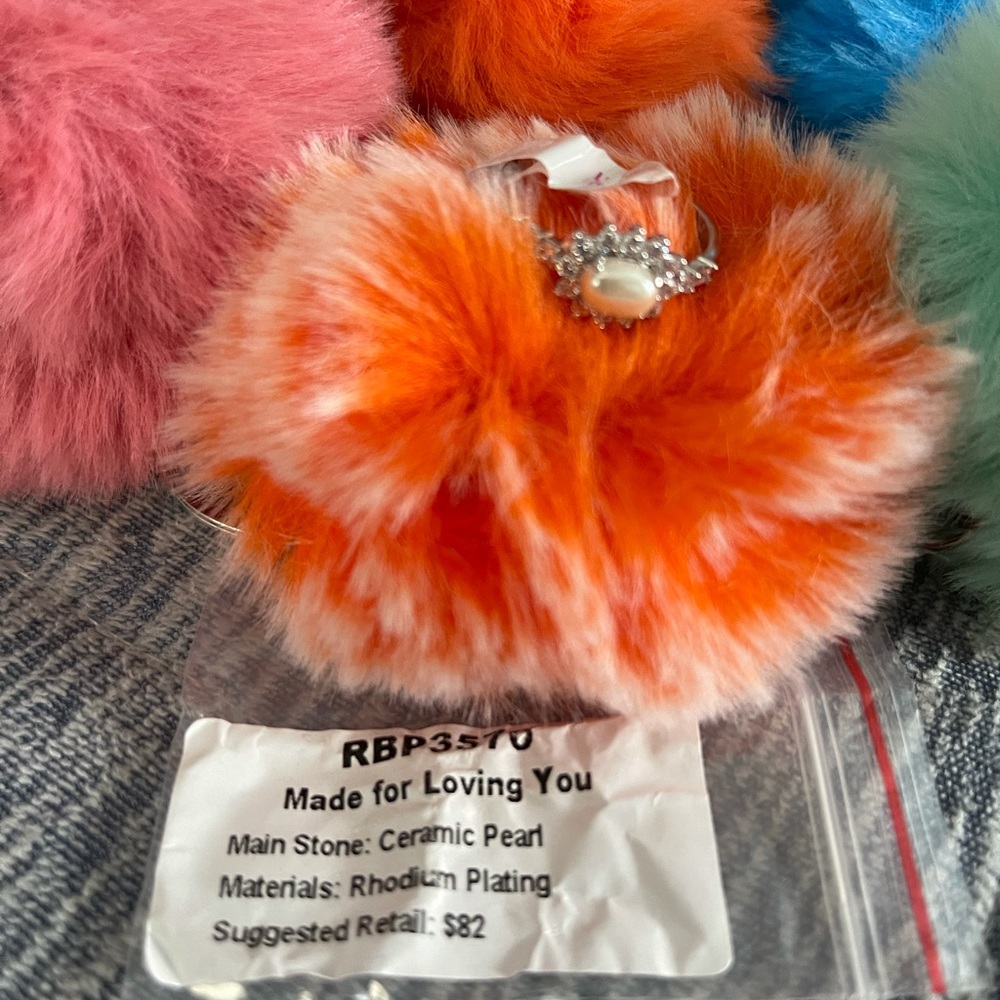 RBP3570
Made for Loving You
Main Stone: Ceramic Pearl
Materials: Rhodium Plating
Suggested Retail: $82